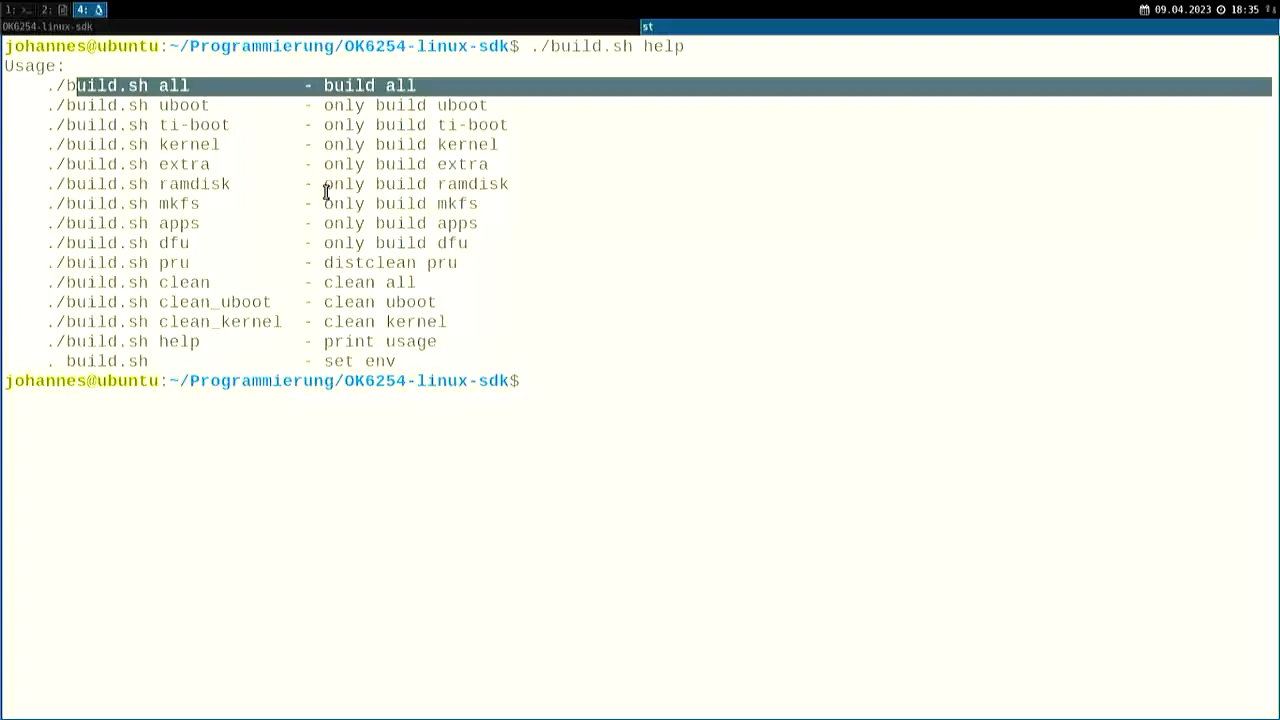 1: 2: 4: 09.04.2023 18:35
OK6254-linux-sdk st
johannes@ubuntu:~/Programmierung/OK6254-linux-sdk$ ./build.sh help
Usage:
./build.sh all - build all
./build.sh uboot - only build uboot
./build.sh ti-boot - only build ti-boot
./build.sh kernel - only build kernel
./build.sh extra - only build extra
./build.sh ramdisk - only build ramdisk
./build.sh mkfs - only build mkfs
./build.sh apps - only build apps
./build.sh dfu - only build dfu
./build.sh pru - distclean pru
./build.sh clean - clean all
./build.sh clean_uboot - clean uboot
./build.sh clean_kernel - clean kernel
./build.sh help - print usage
. build.sh - set env
johannes@ubuntu:~/Programmierung/OK6254-linux-sdk$